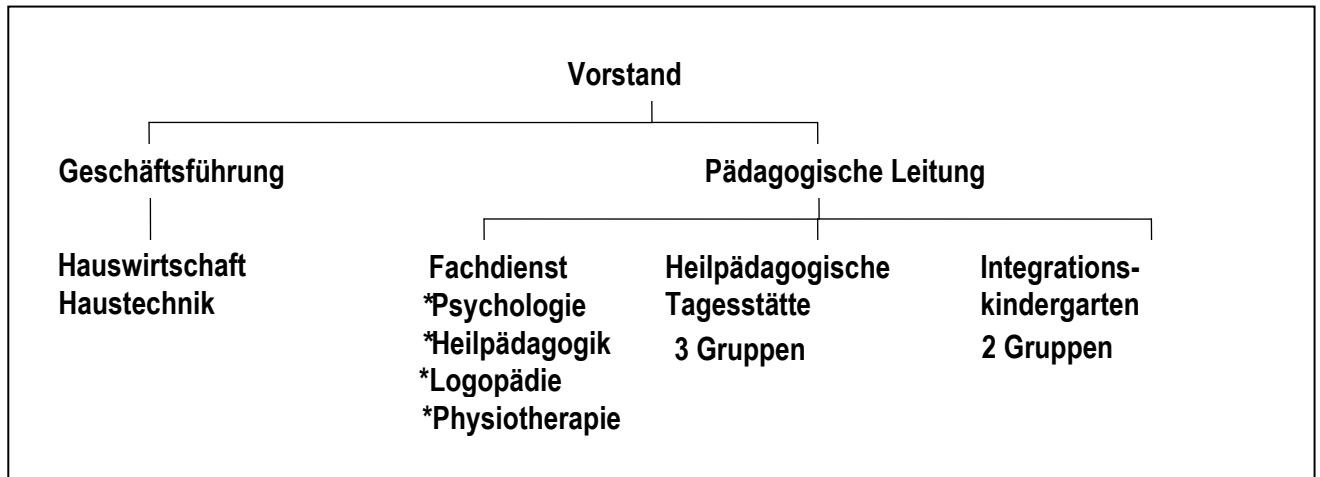 Vorstand
Geschäftsführung
Pädagogische Leitung
Hauswirtschaft
Haustechnik
Fachdienst
*Psychologie
*Heilpädagogik
*Logopädie
*Physiotherapie
Heilpädagogische
Tagesstätte
3 Gruppen
Integrations-
kindergarten
2 Gruppen